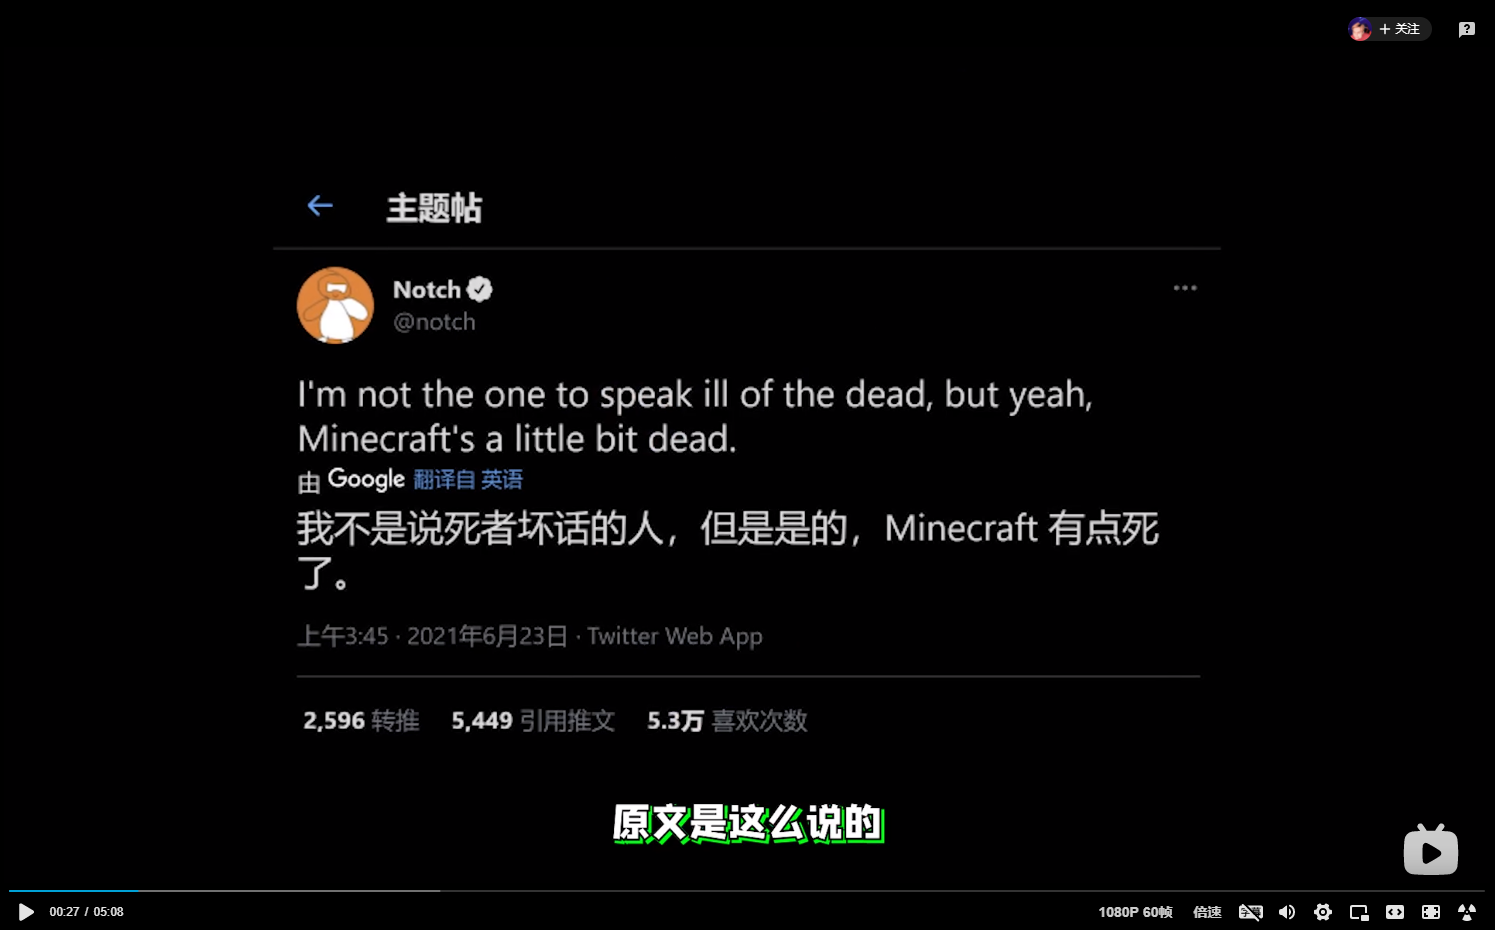 + 关注
主题帖
Notch
@notch
I'm not the one to speak ill of the dead, but yeah,
Minecraft's a little bit dead.
由 Google 翻译自 英语
我不是说死者坏话的人，但是是的，Minecraft 有点死
了。
上午3:45 · 2021年6月23日 · Twitter Web App
2,596 转推 5,449 引用推文 5.3万 喜欢次数
原文是这么说的
00:27 / 05:08
1080P 60帧 倍速